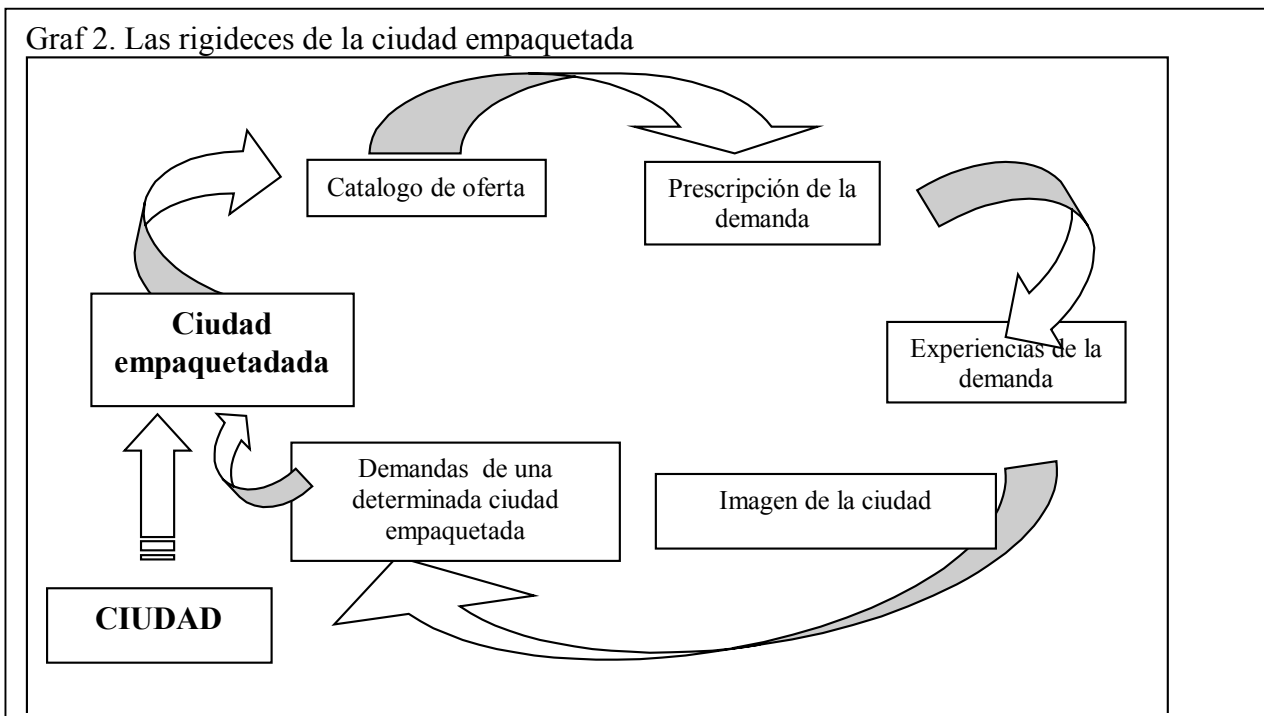 Graf 2. Las rigideces de la ciudad empaquetada
Catalogo de oferta
Prescripción de la
demanda
Experiencias de la
demanda
Imagen de la ciudad
Demandas de una
determinada ciudad
empaquetada
Ciudad
empaquetadada
CIUDAD